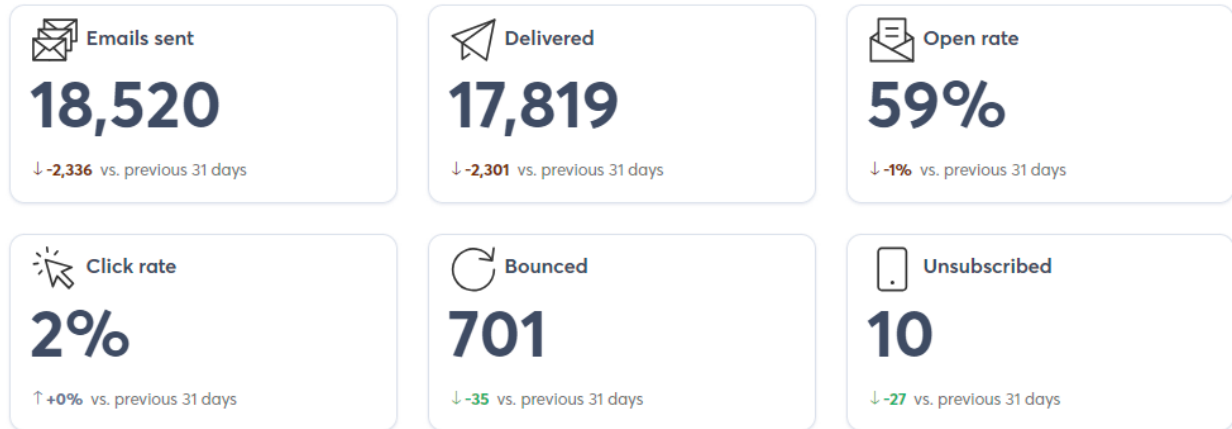 Emails sent
18,520
↓-2,336 vs. previous 31 days
Delivered
17,819
↓-2,301 vs. previous 31 days
Open rate
59%
↓-1% vs. previous 31 days
Click rate
2%
↑+0% vs. previous 31 days
Bounced
701
↓-35 vs. previous 31 days
Unsubscribed
10
↓-27 vs. previous 31 days